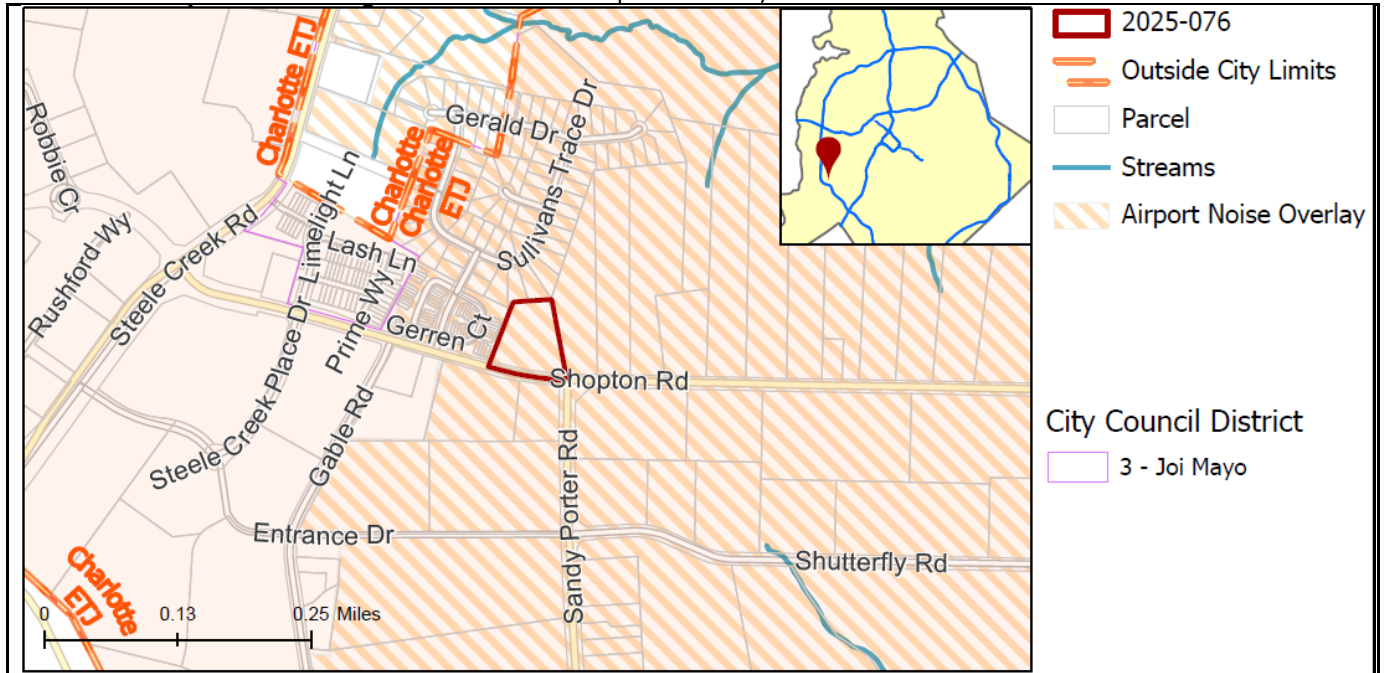 2025-076
Outside City Limits
Parcel
Streams
Airport Noise Overlay
City Council District
3 - Joi Mayo
Charlotte ETJ
Robbie Cr
Rushford Wy
Steele Creek Rd
Limelight Ln
Gerald Dr
Charlotte
Charlotte
ETJ
Sullivans Trace Dr
Lash Ln
Prime Wy
Gerren Ct
Steele Creek Place Dr
Gable Rd
Shopton Rd
Sandy Porter Rd
Entrance Dr
Shutterfly Rd
Charlotte
ETJ
0 0.13 0.25 Miles